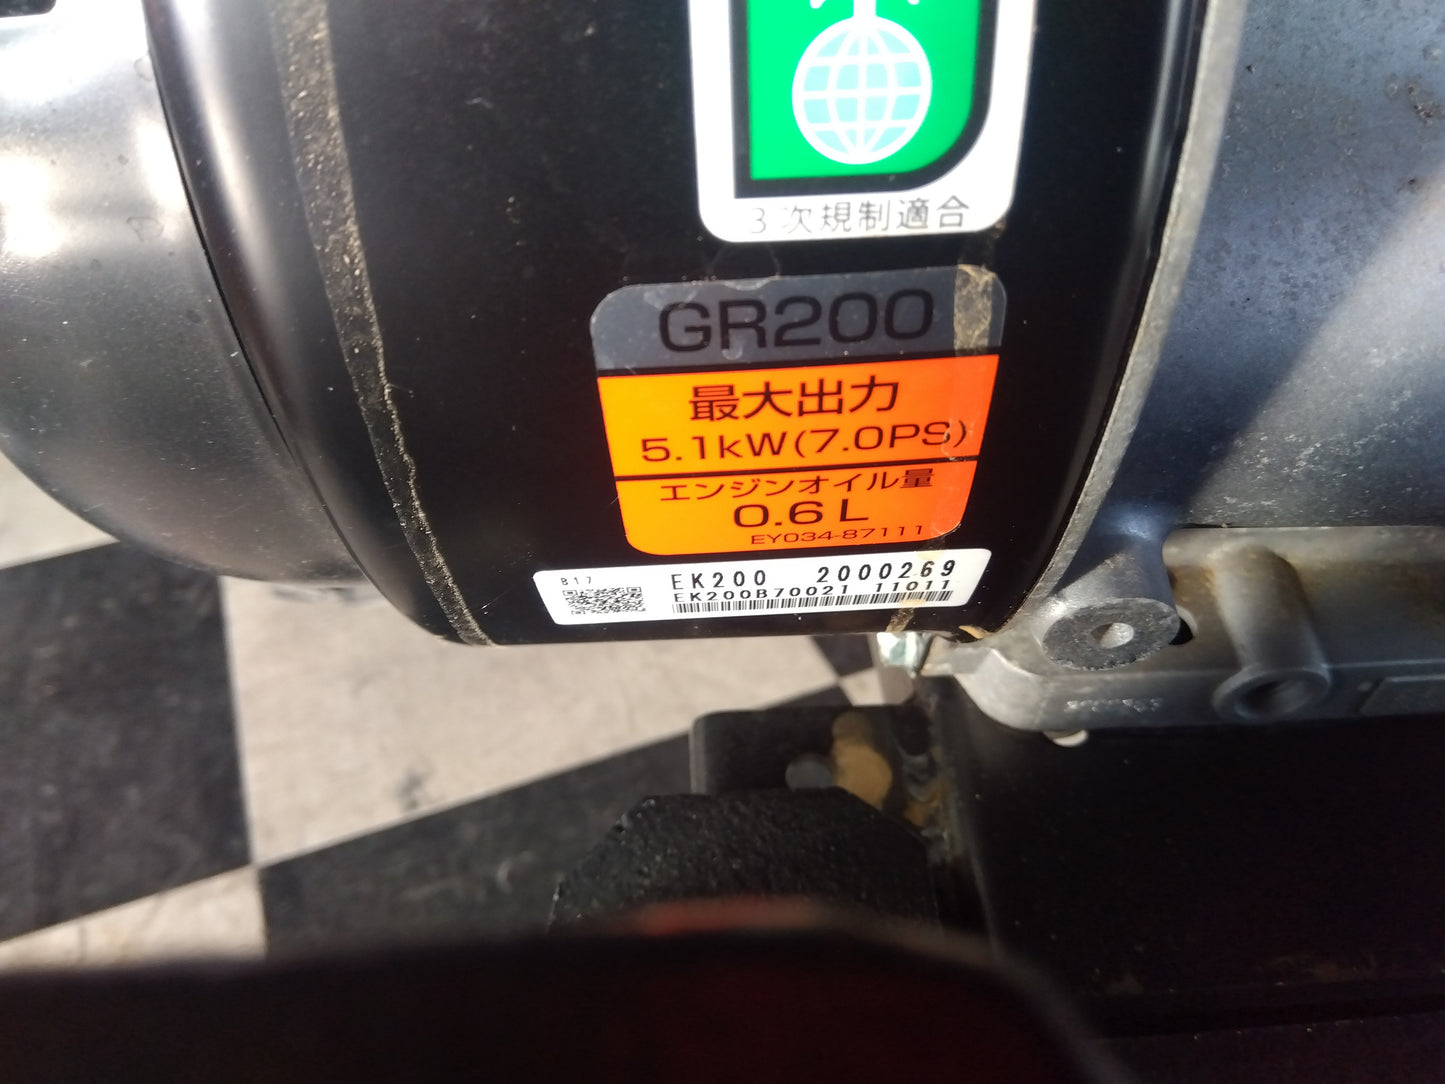 3次規制適合
GR200
最大出力
5.1kW(7.0PS)
エンジンオイル量
0.6L
EY034-87111
B17
EK200 2000269
EK200B70021 11011